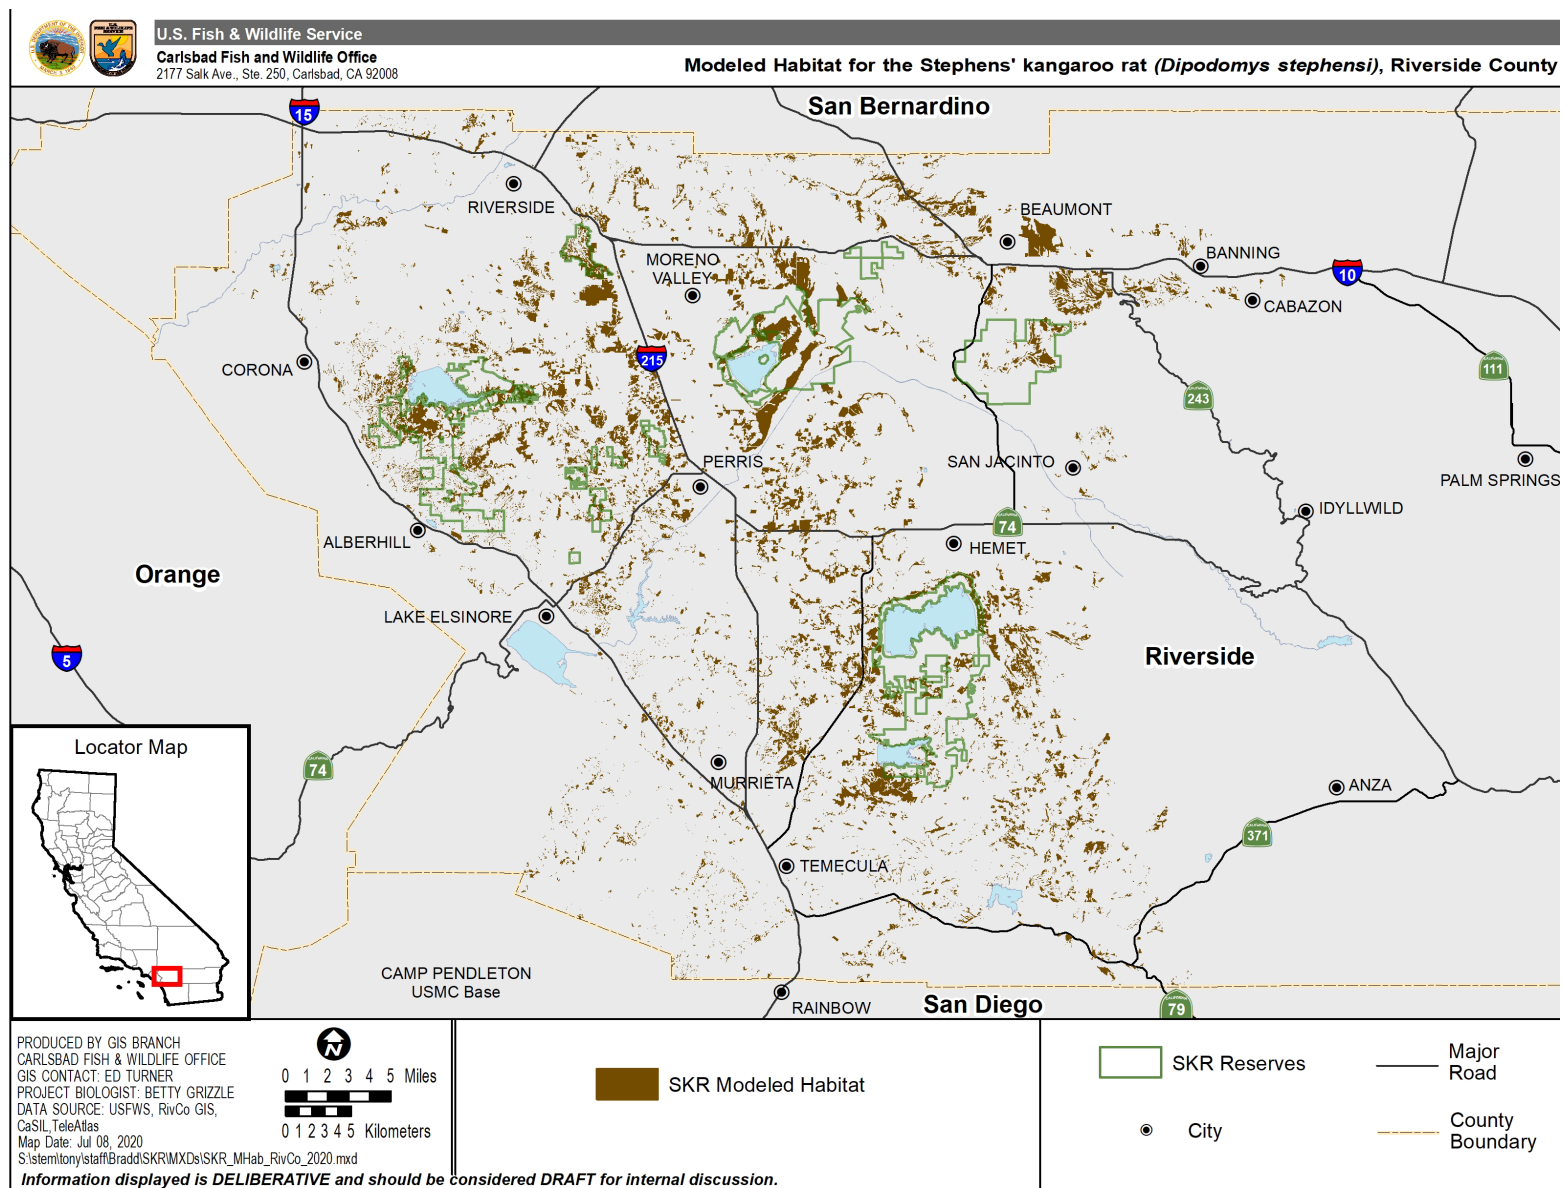 U.S. Fish & Wildlife Service
Carlsbad Fish and Wildlife Office
2177 Salk Ave., Ste. 250, Carlsbad, CA 92008
Modeled Habitat for the Stephens' kangaroo rat (Dipodomys stephensi), Riverside County
San Bernardino
15
RIVERSIDE
BEAUMONT
BANNING
MORENO
VALLEY
10
CABAZON
CORONA
215
111
243
PERRIS
SAN JACINTO
PALM SPRINGS
IDYLLWILD
74
ALBERHILL
HEMET
Orange
LAKE ELSINORE
5
Riverside
Locator Map
74
MURRIETA
ANZA
371
TEMECULA
CAMP PENDLETON
USMC Base
RAINBOW
San Diego
79
PRODUCED BY GIS BRANCH
CARLSBAD FISH & WILDLIFE OFFICE
GIS CONTACT: ED TURNER
PROJECT BIOLOGIST: BETTY GRIZZLE
DATA SOURCE: USFWS, RivCo GIS,
CaSIL,TeleAtlas
Map Date: Jul 08, 2020
S:\stem\tony\staff\Bradd\SKR\MXDs\SKR_MHab_RivCo_2020.mxd
N
0 1 2 3 4 5 Miles
0 1 2 3 4 5 Kilometers
SKR Modeled Habitat
SKR Reserves
Major
Road
City
County
Boundary
Information displayed is DELIBERATIVE and should be considered DRAFT for internal discussion.